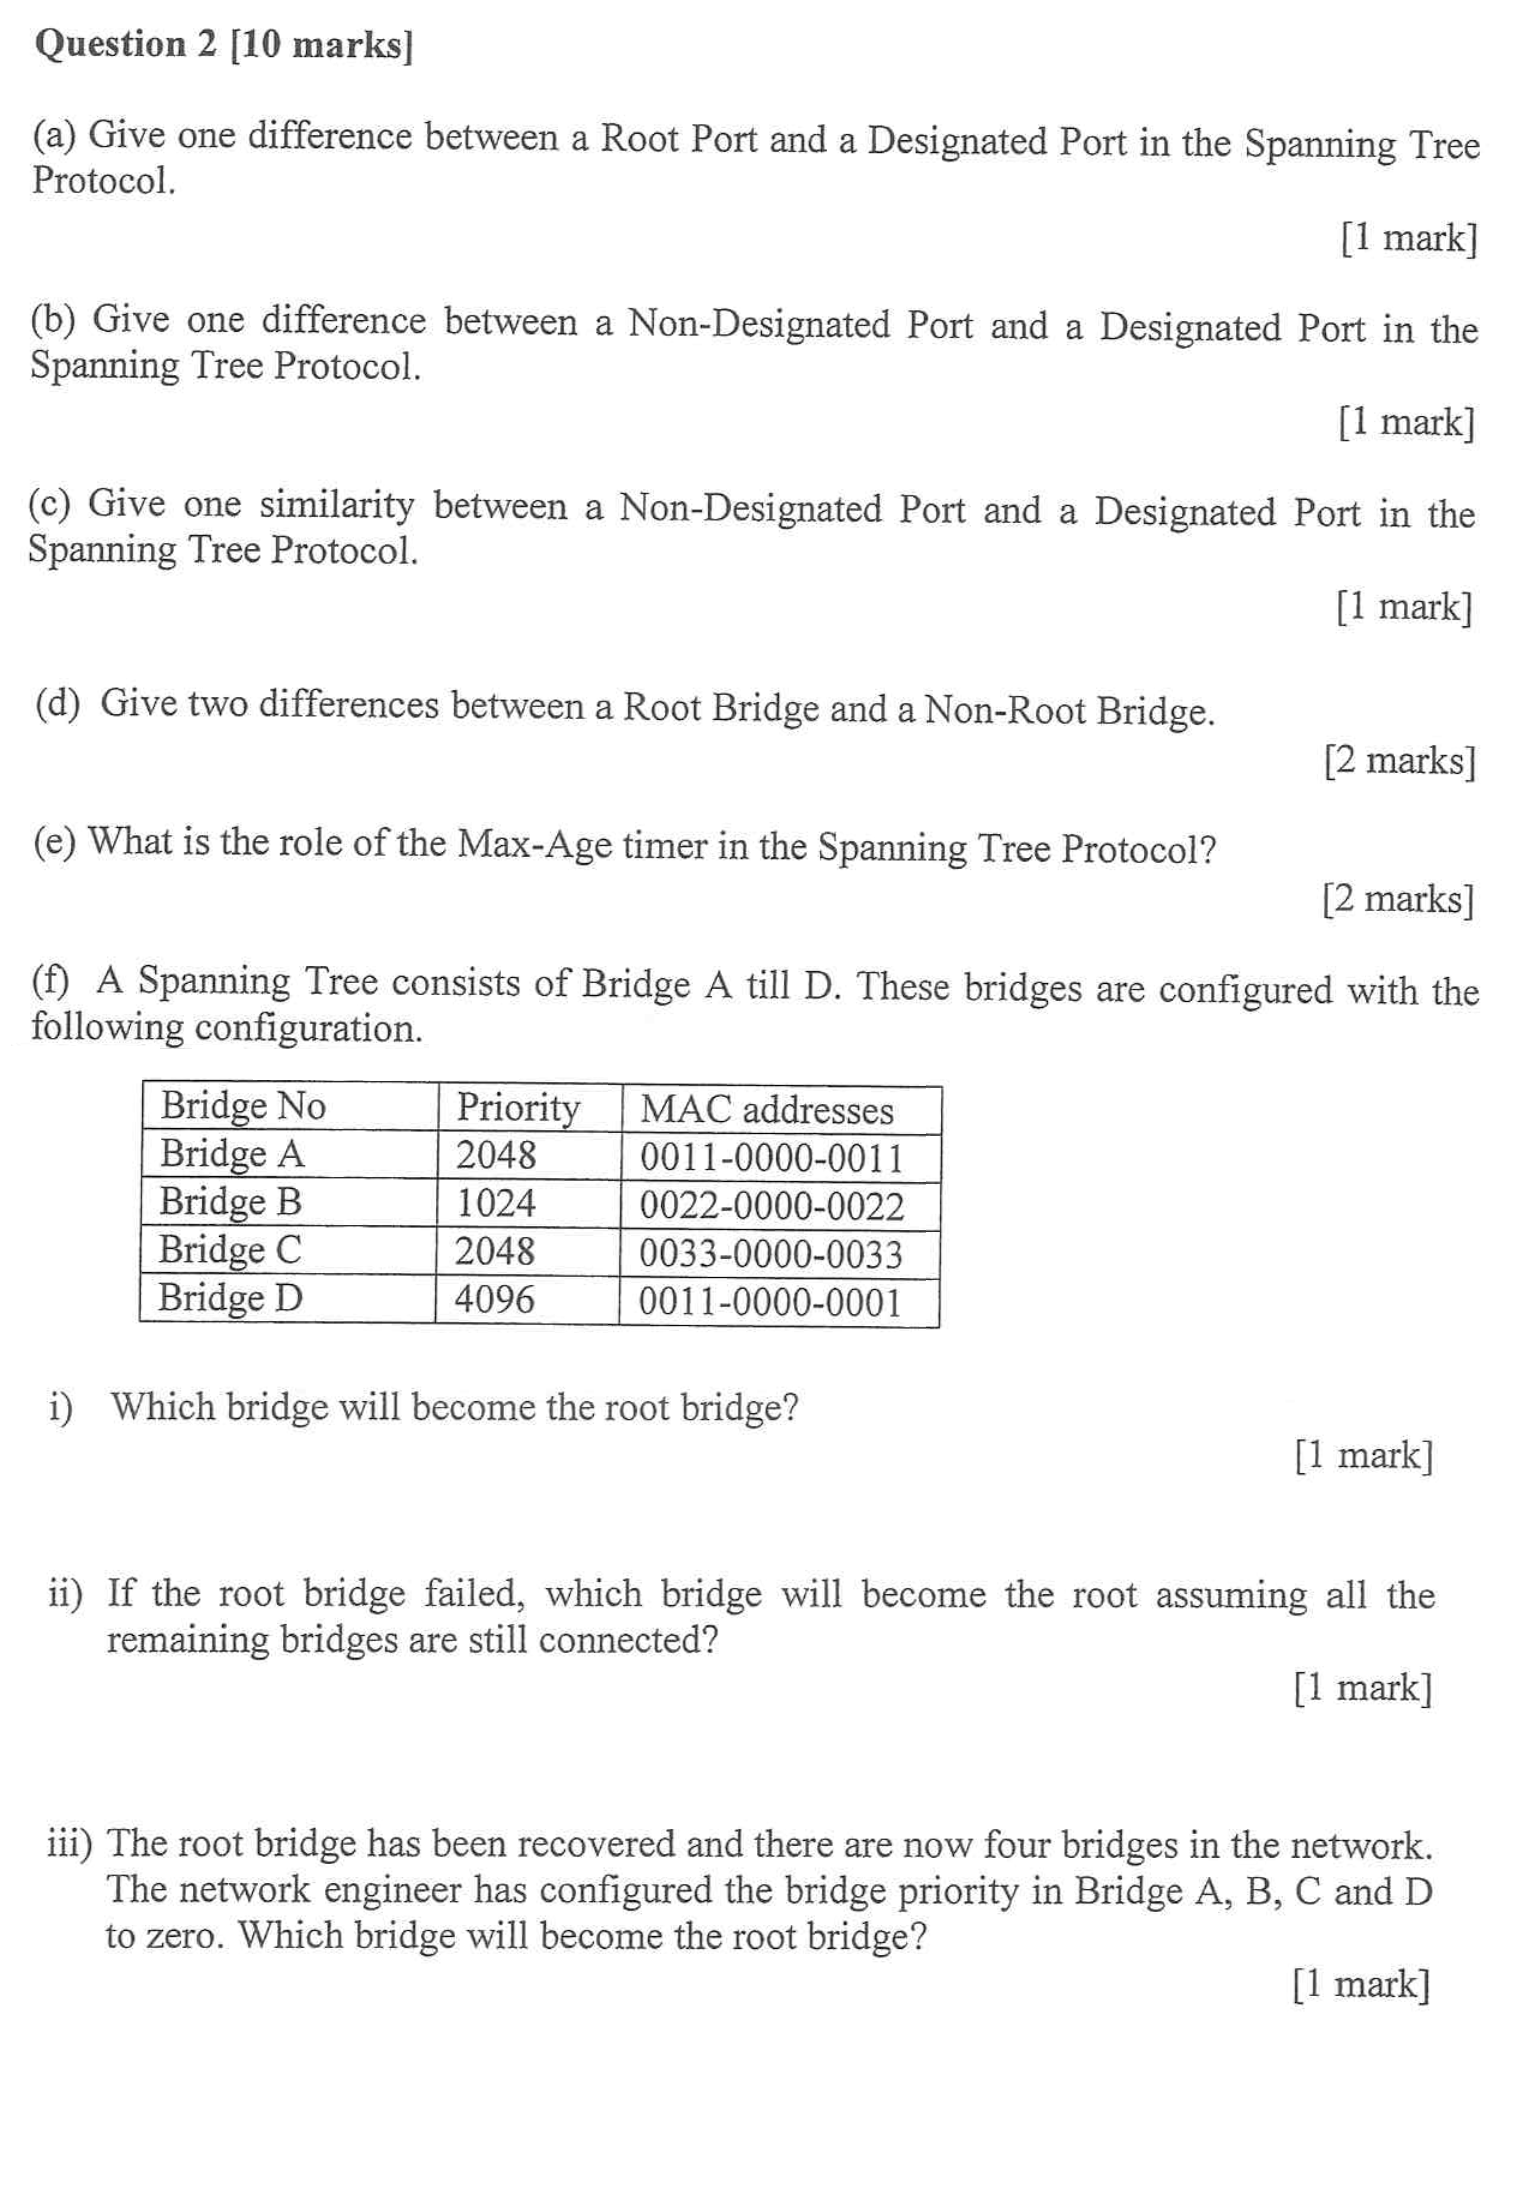 Question 2 [10 marks]
(a) Give one difference between a Root Port and a Designated Port in the Spanning Tree
Protocol.
[1 mark]
(b) Give one difference between a Non-Designated Port and a Designated Port in the
Spanning Tree Protocol.
[1 mark]
(c) Give one similarity between a Non-Designated Port and a Designated Port in the
Spanning Tree Protocol.
[1 mark]
(d) Give two differences between a Root Bridge and a Non-Root Bridge.
[2 marks]
(e) What is the role of the Max-Age timer in the Spanning Tree Protocol?
[2 marks]
(f) A Spanning Tree consists of Bridge A till D. These bridges are configured with the
following configuration.
Bridge No Priority MAC addresses
Bridge A 2048 0011-0000-0011
Bridge B 1024 0022-0000-0022
Bridge C 2048 0033-0000-0033
Bridge D 4096 0011-0000-0001
i) Which bridge will become the root bridge?
[1 mark]
ii) If the root bridge failed, which bridge will become the root assuming all the
remaining bridges are still connected?
[1 mark]
iii) The root bridge has been recovered and there are now four bridges in the network.
The network engineer has configured the bridge priority in Bridge A, B, C and D
to zero. Which bridge will become the root bridge?
[1 mark]